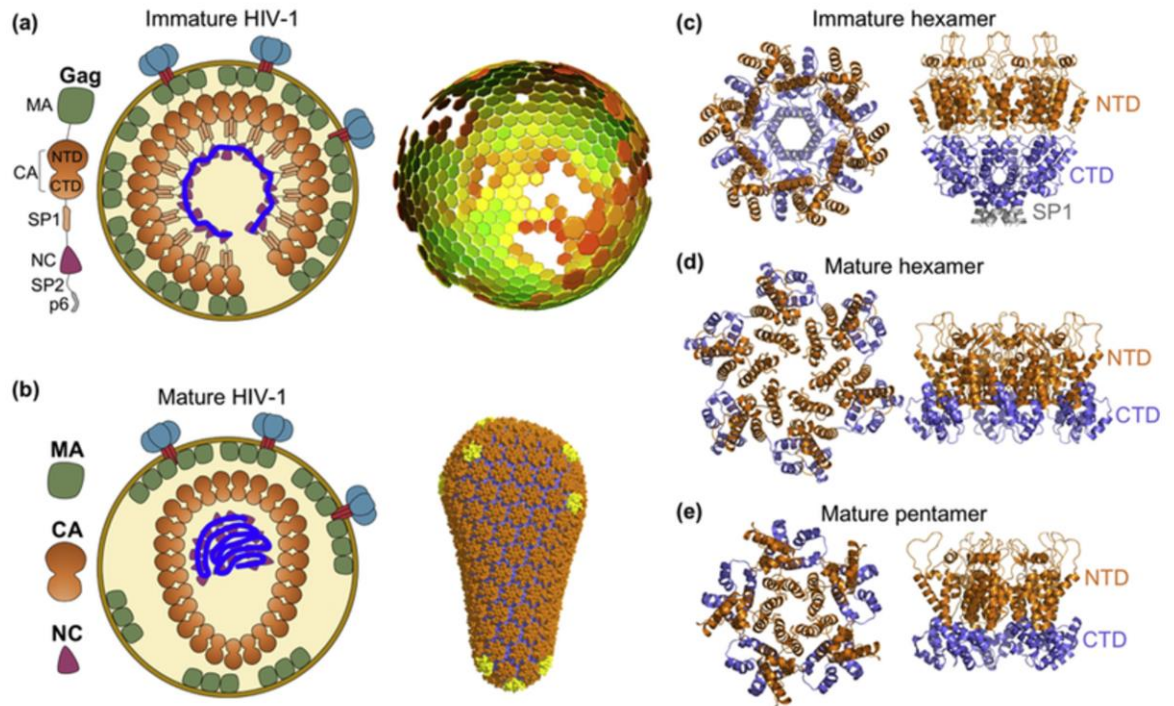 (a)
Immature HIV-1
Gag
MA
NTD
CA
CTD
SP1
NC
SP2
p6
(b)
Mature HIV-1
MA
CA
NC
(c)
Immature hexamer
NTD
CTD
SP1
(d)
Mature hexamer
NTD
CTD
(e)
Mature pentamer
NTD
CTD